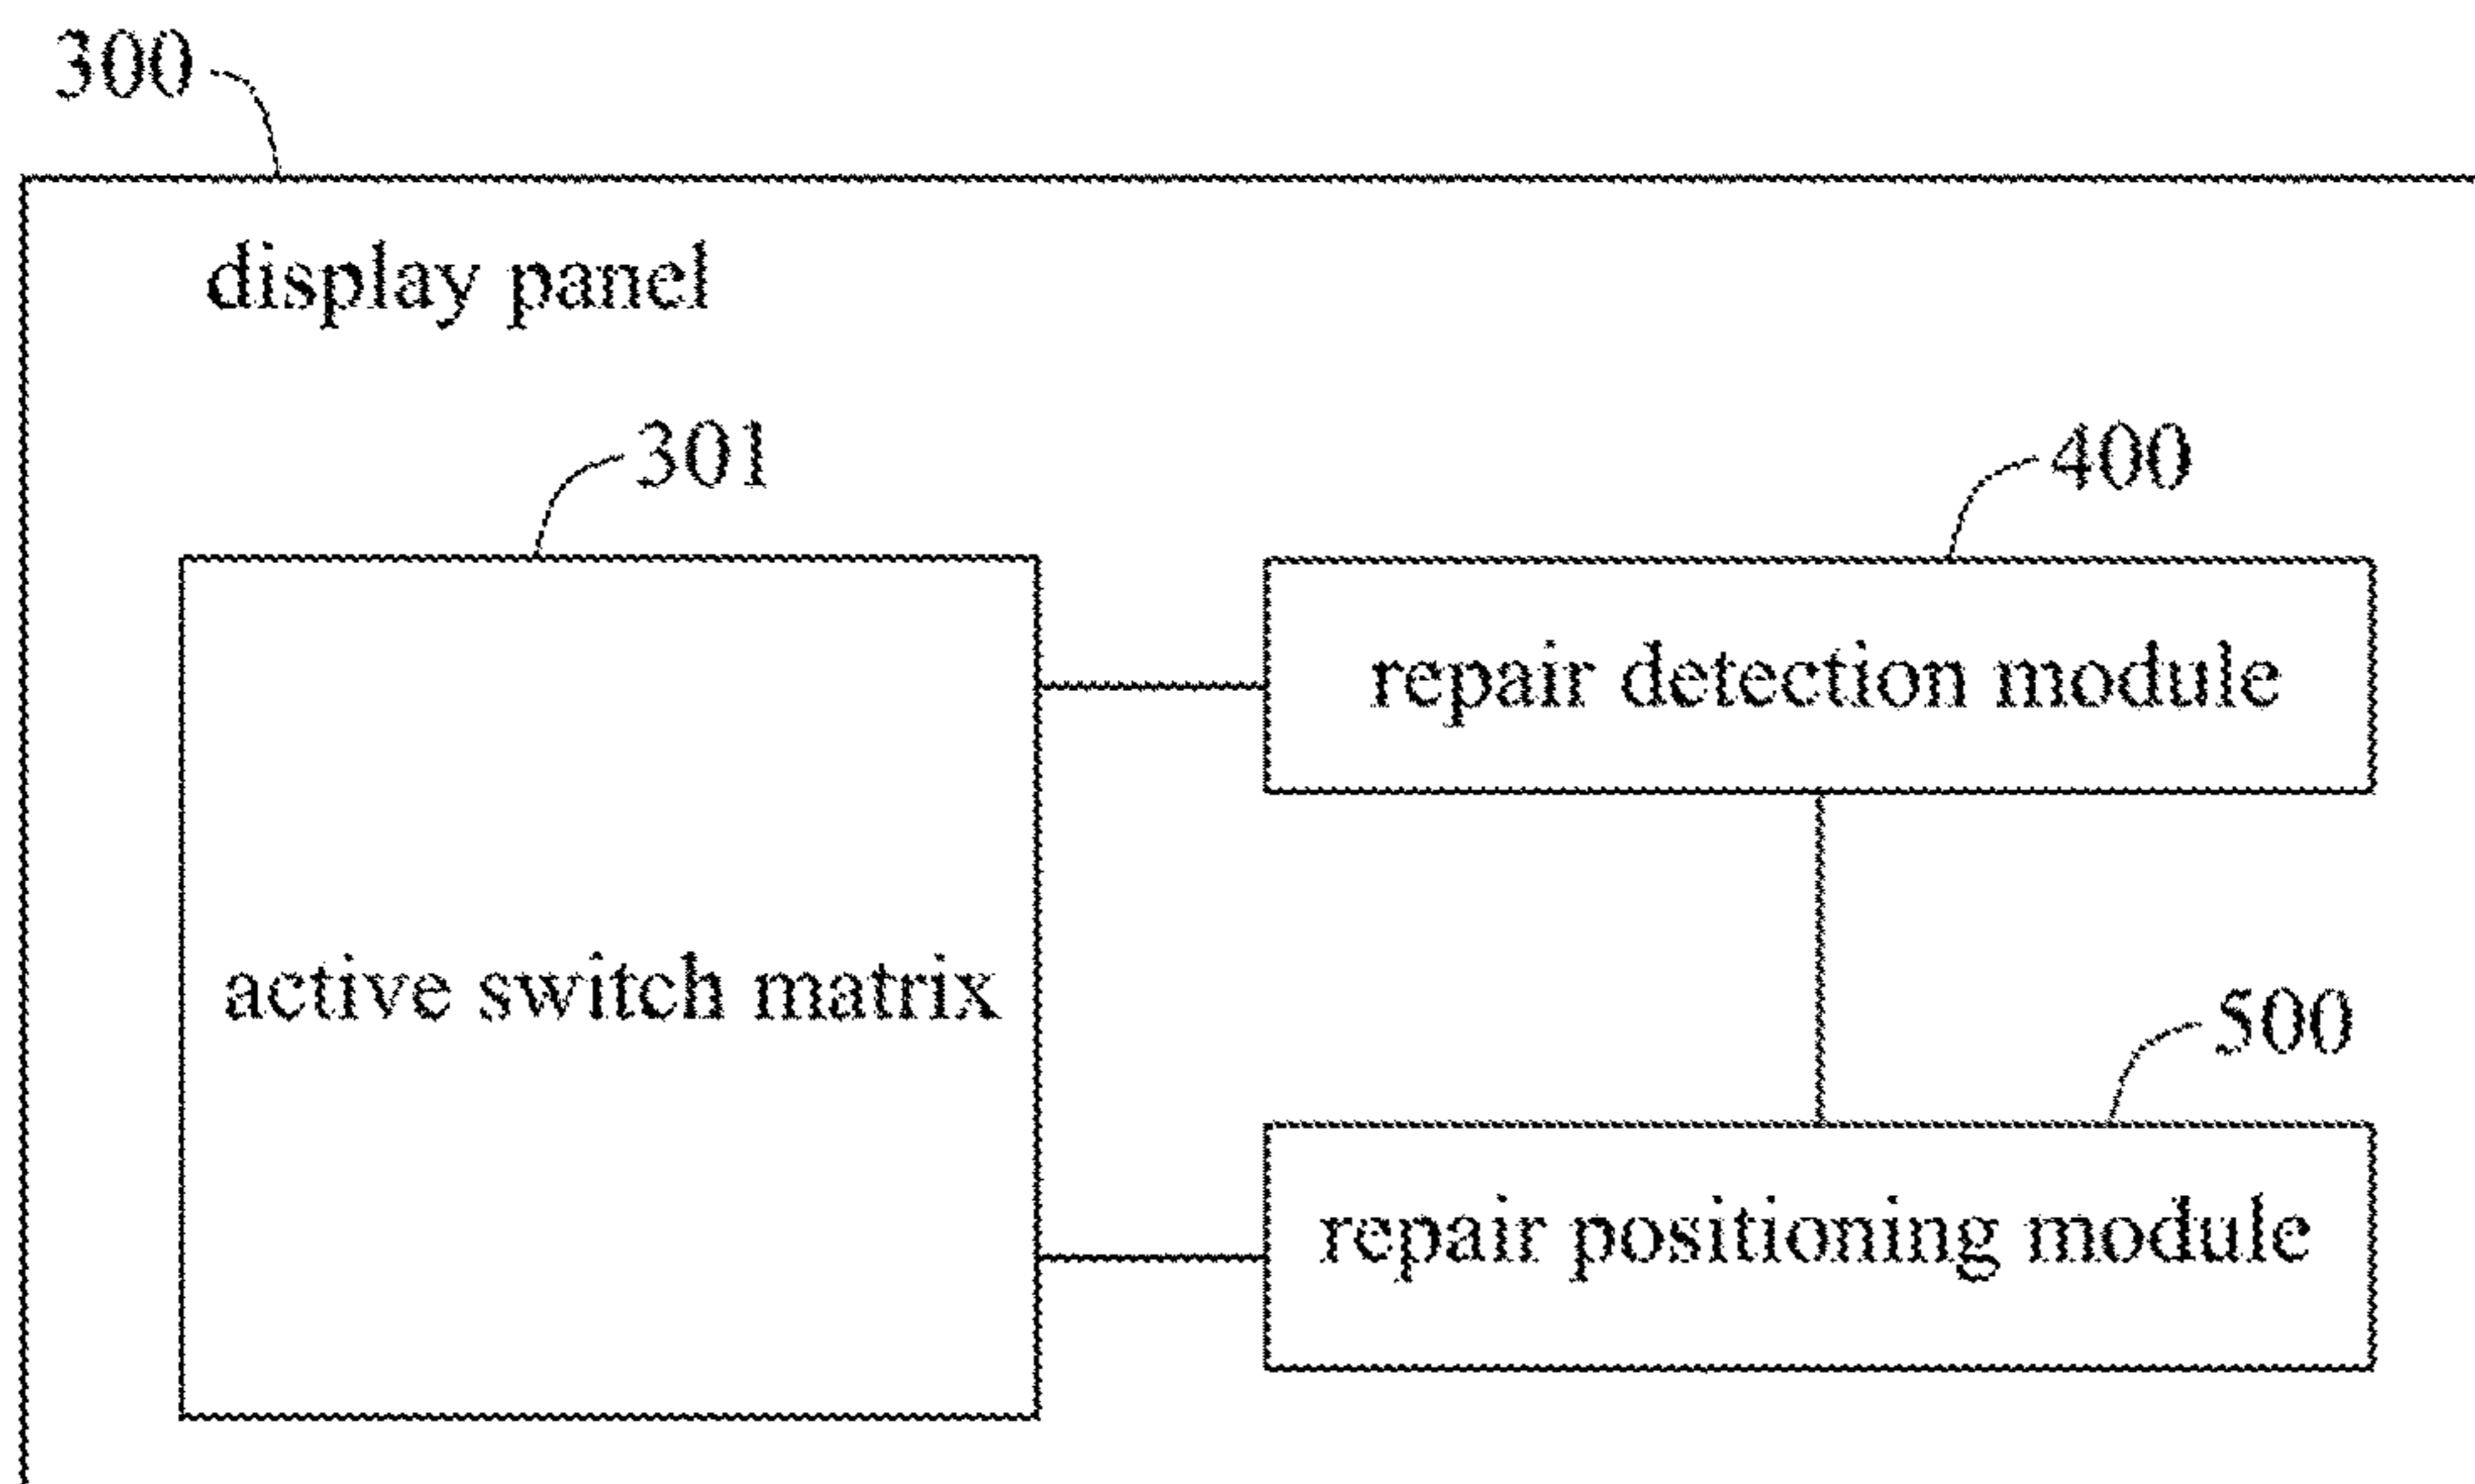 300
display panel
301
400
repair detection module
active switch matrix
500
repair positioning module